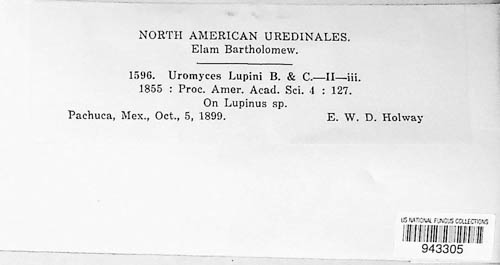 NORTH AMERICAN UREDINALES.
Elam Bartholomew.
1596. Uromyces Lupini B. & C.—II—iii.
1855 : Proc. Amer. Acad. Sci. 4 : 127.
On Lupinus sp.
Pachuca, Mex., Oct., 5, 1899. E. W. D. Holway
US NATIONAL FUNGUS COLLECTIONS
943305